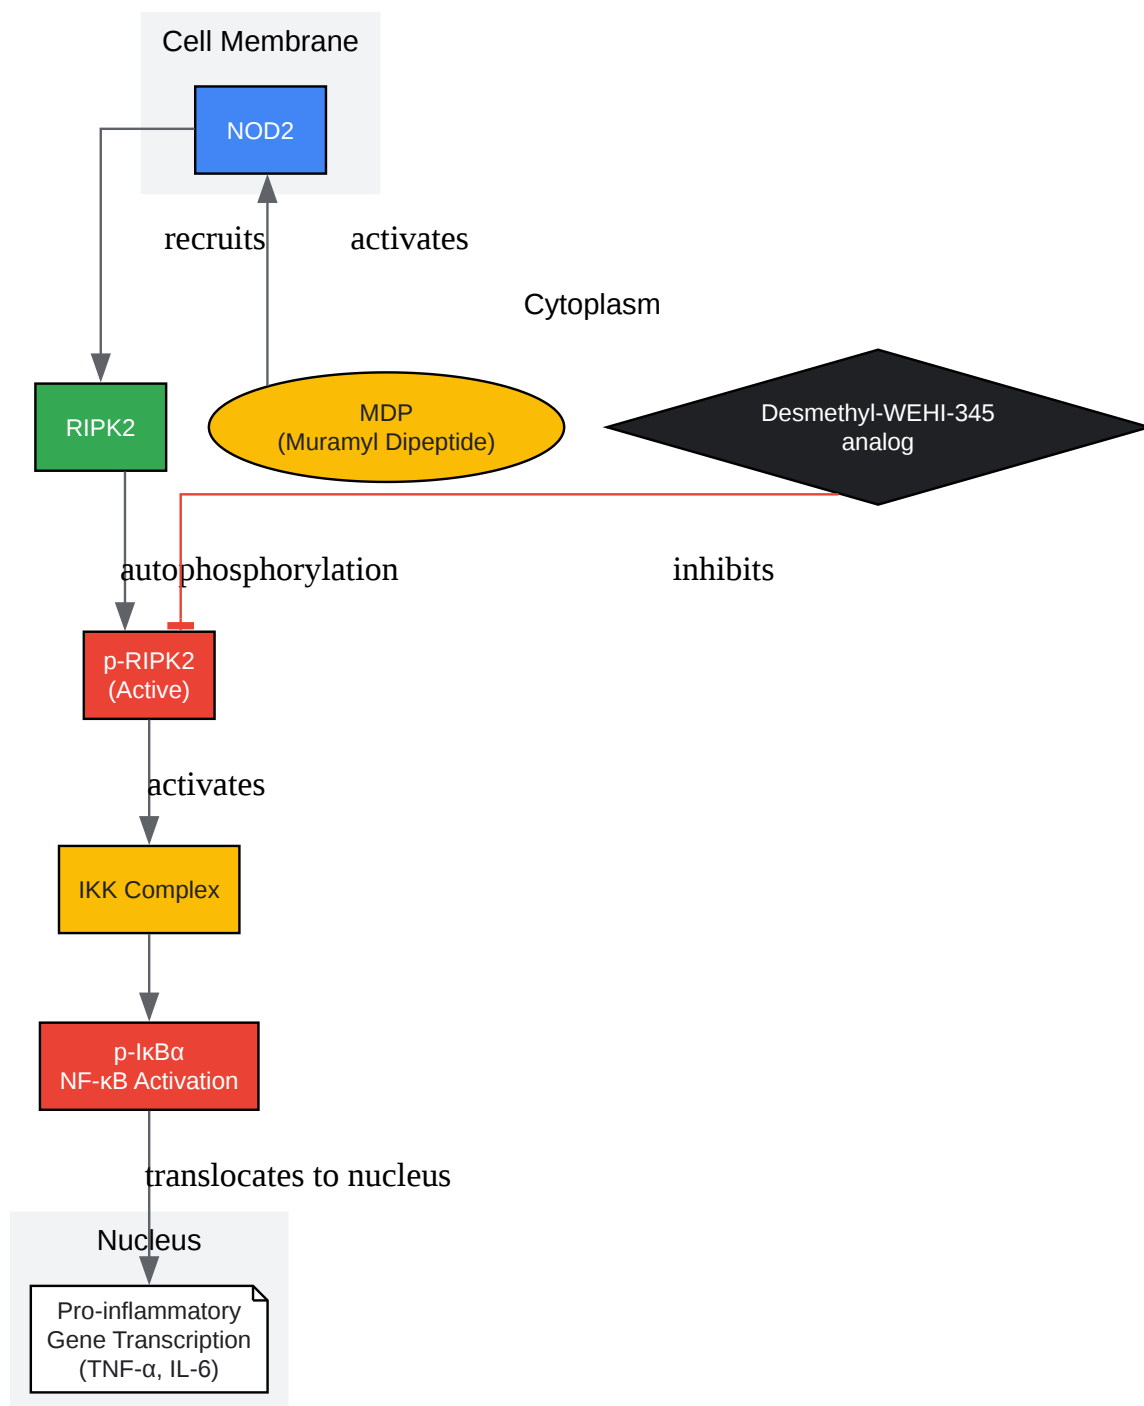 Cell Membrane
NOD2
recruits
activates
Cytoplasm
RIPK2
MDP
(Muramyl Dipeptide)
Desmethyl-WEHI-345
analog
autophosphorylation
inhibits
p-RIPK2
(Active)
activates
IKK Complex
p-IκBα
NF-κB Activation
translocates to nucleus
Nucleus
Pro-inflammatory
Gene Transcription
(TNF-α, IL-6)